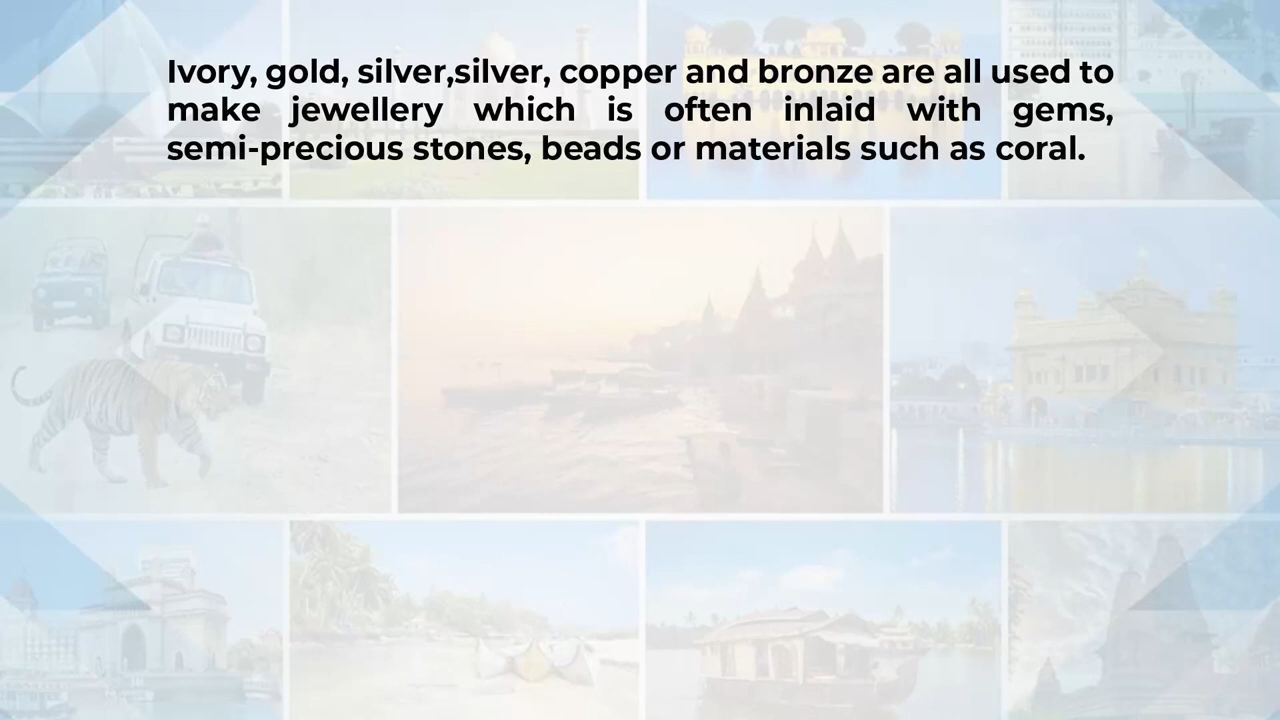 Ivory, gold, silver,silver, copper and bronze are all used to
make jewellery which is often inlaid with gems,
semi-precious stones, beads or materials such as coral.